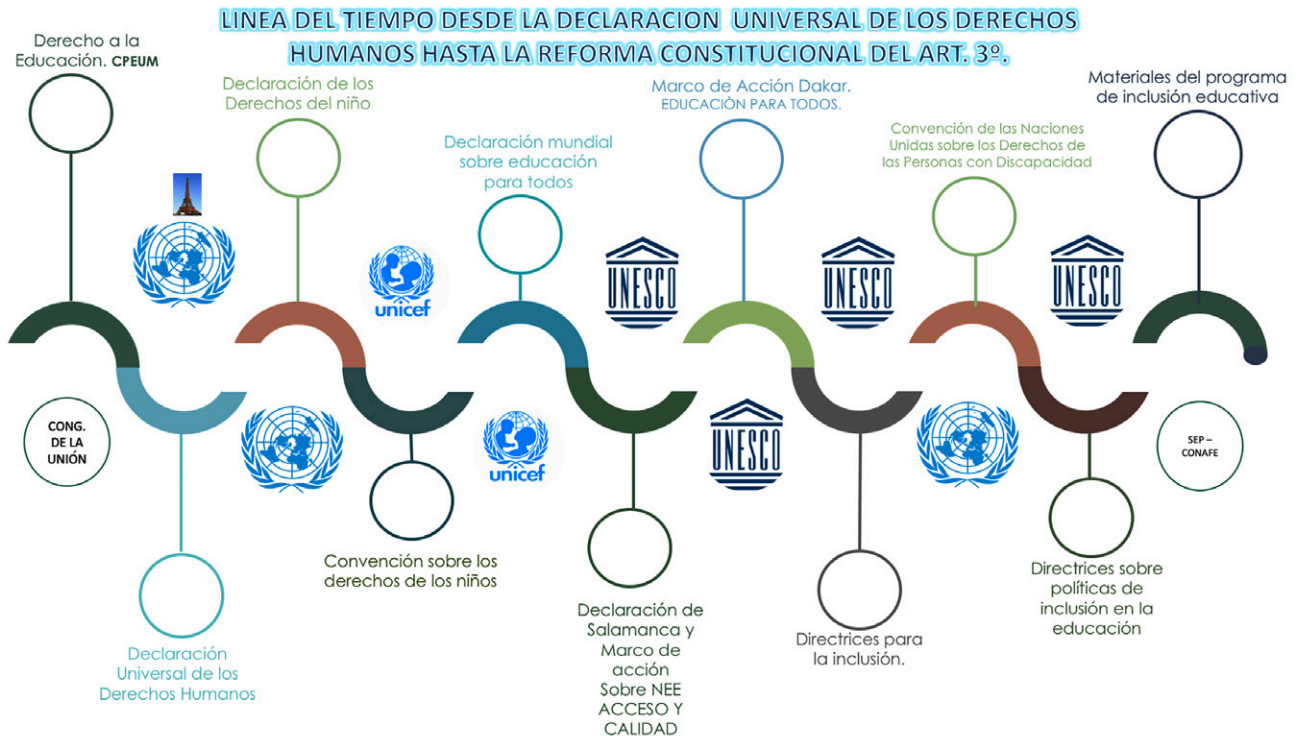 LINEA DEL TIEMPO DESDE LA DECLARACION UNIVERSAL DE LOS DERECHOS
HUMANOS HASTA LA REFORMA CONSTITUCIONAL DEL ART. 3º.
Derecho a la
Educación. CPEUM
Declaración de los
Derechos del niño
Declaración mundial
sobre educación
para todos
Marco de Acción Dakar.
EDUCACIÒN PARA TODOS.
Convención de las Naciones
Unidas sobre los Derechos de
las Personas con Discapacidad
Materiales del programa
de inclusión educativa
unicef
UNESCO
UNESCO
UNESCO
CONG.
DE LA
UNIÓN
unicef
UNESCO
SEP –
CONAFE
Declaración
Universal de los
Derechos Humanos
Convención sobre los
derechos de los niños
Declaración de
Salamanca y
Marco de
acción
Sobre NEE
ACCESO Y
CALIDAD
Directrices para
la inclusión.
Directrices sobre
políticas de
inclusión en la
educación